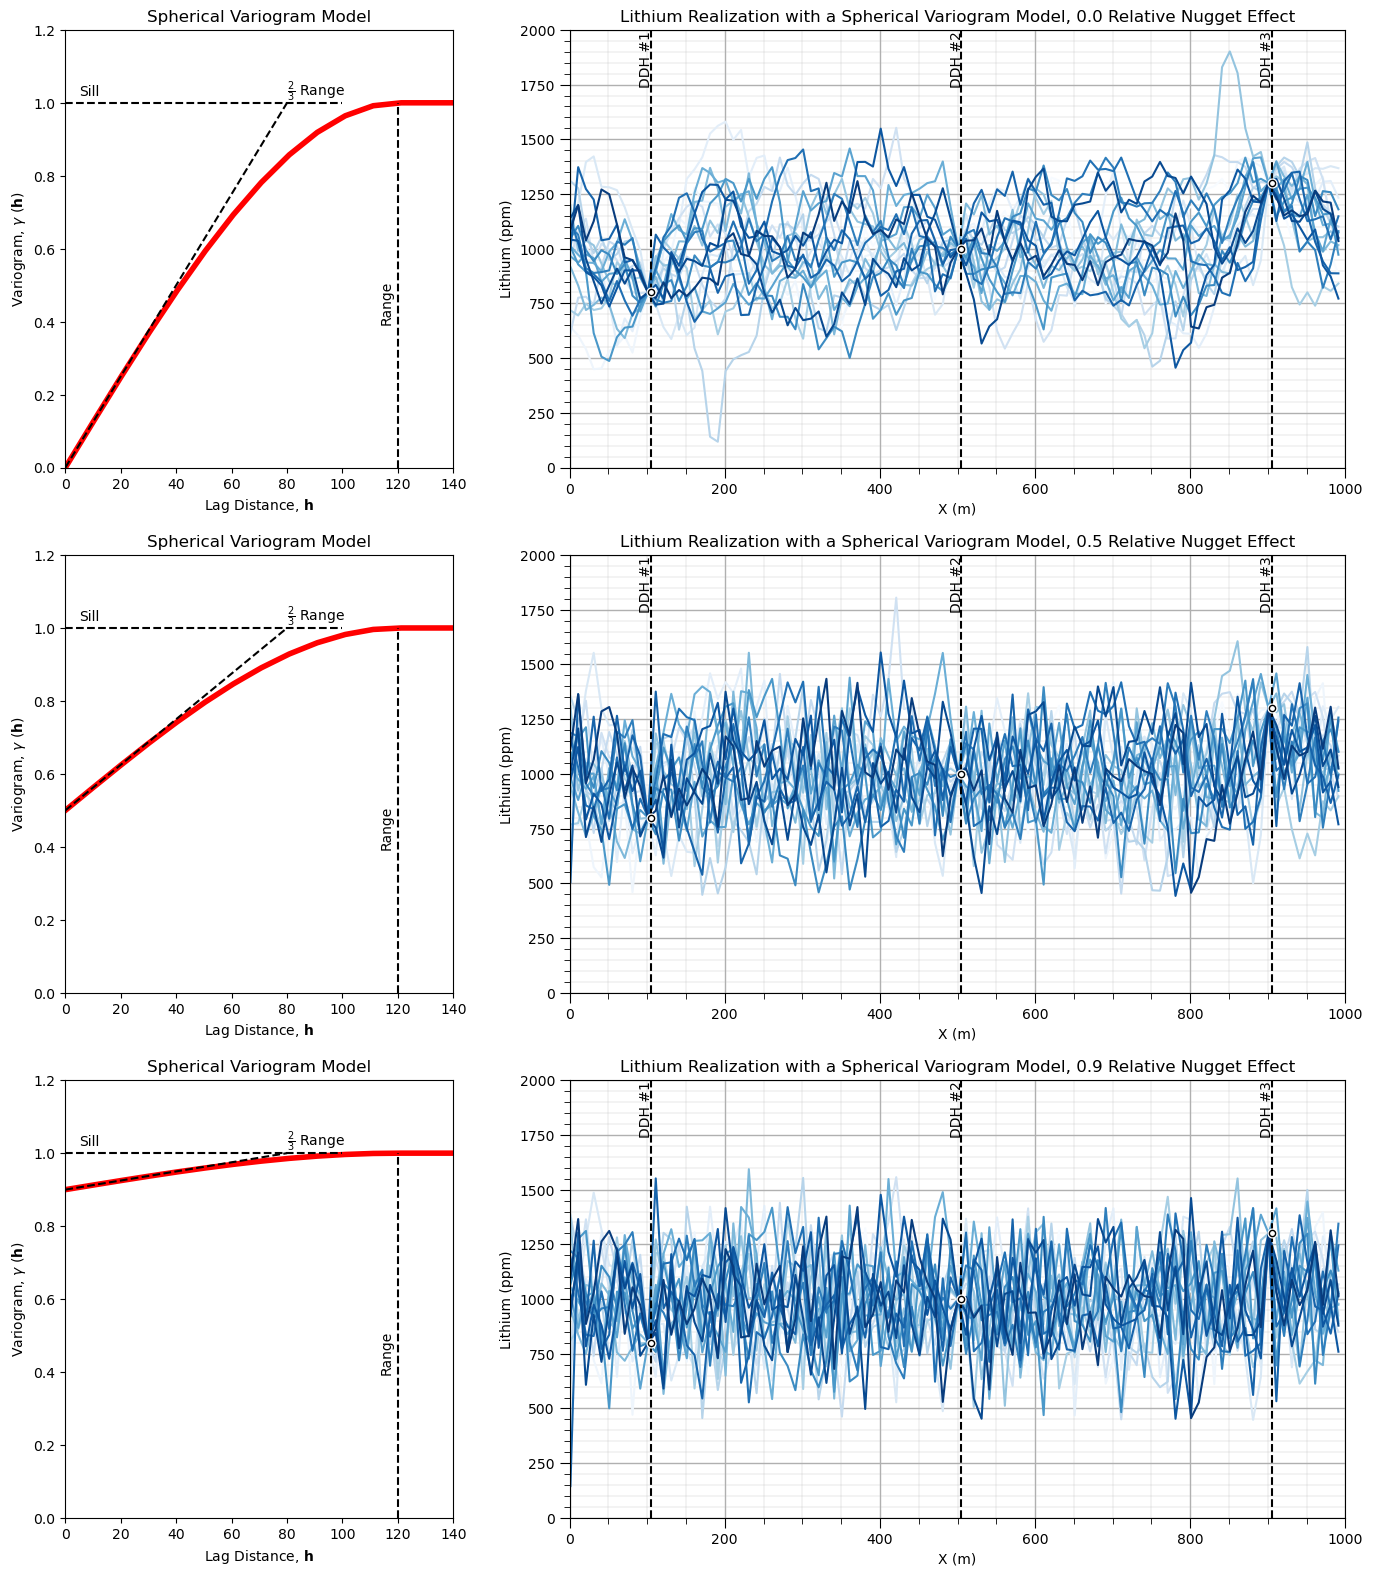 Spherical Variogram Model
1.2
1.0
0.8
0.6
0.4
0.2
0.0
Variogram, γ (h)
Sill
2/3 Range
Range
0 20 40 60 80 100 120 140
Lag Distance, h
Lithium Realization with a Spherical Variogram Model, 0.0 Relative Nugget Effect
2000
1750
1500
1250
1000
750
500
250
0
Lithium (ppm)
DDH #1
DDH #2
DDH #3
0 200 400 600 800 1000
X (m)
Spherical Variogram Model
1.2
1.0
0.8
0.6
0.4
0.2
0.0
Variogram, γ (h)
Sill
2/3 Range
Range
0 20 40 60 80 100 120 140
Lag Distance, h
Lithium Realization with a Spherical Variogram Model, 0.5 Relative Nugget Effect
2000
1750
1500
1250
1000
750
500
250
0
Lithium (ppm)
DDH #1
DDH #2
DDH #3
0 200 400 600 800 1000
X (m)
Spherical Variogram Model
1.2
1.0
0.8
0.6
0.4
0.2
0.0
Variogram, γ (h)
Sill
2/3 Range
Range
0 20 40 60 80 100 120 140
Lag Distance, h
Lithium Realization with a Spherical Variogram Model, 0.9 Relative Nugget Effect
2000
1750
1500
1250
1000
750
500
250
0
Lithium (ppm)
DDH #1
DDH #2
DDH #3
0 200 400 600 800 1000
X (m)